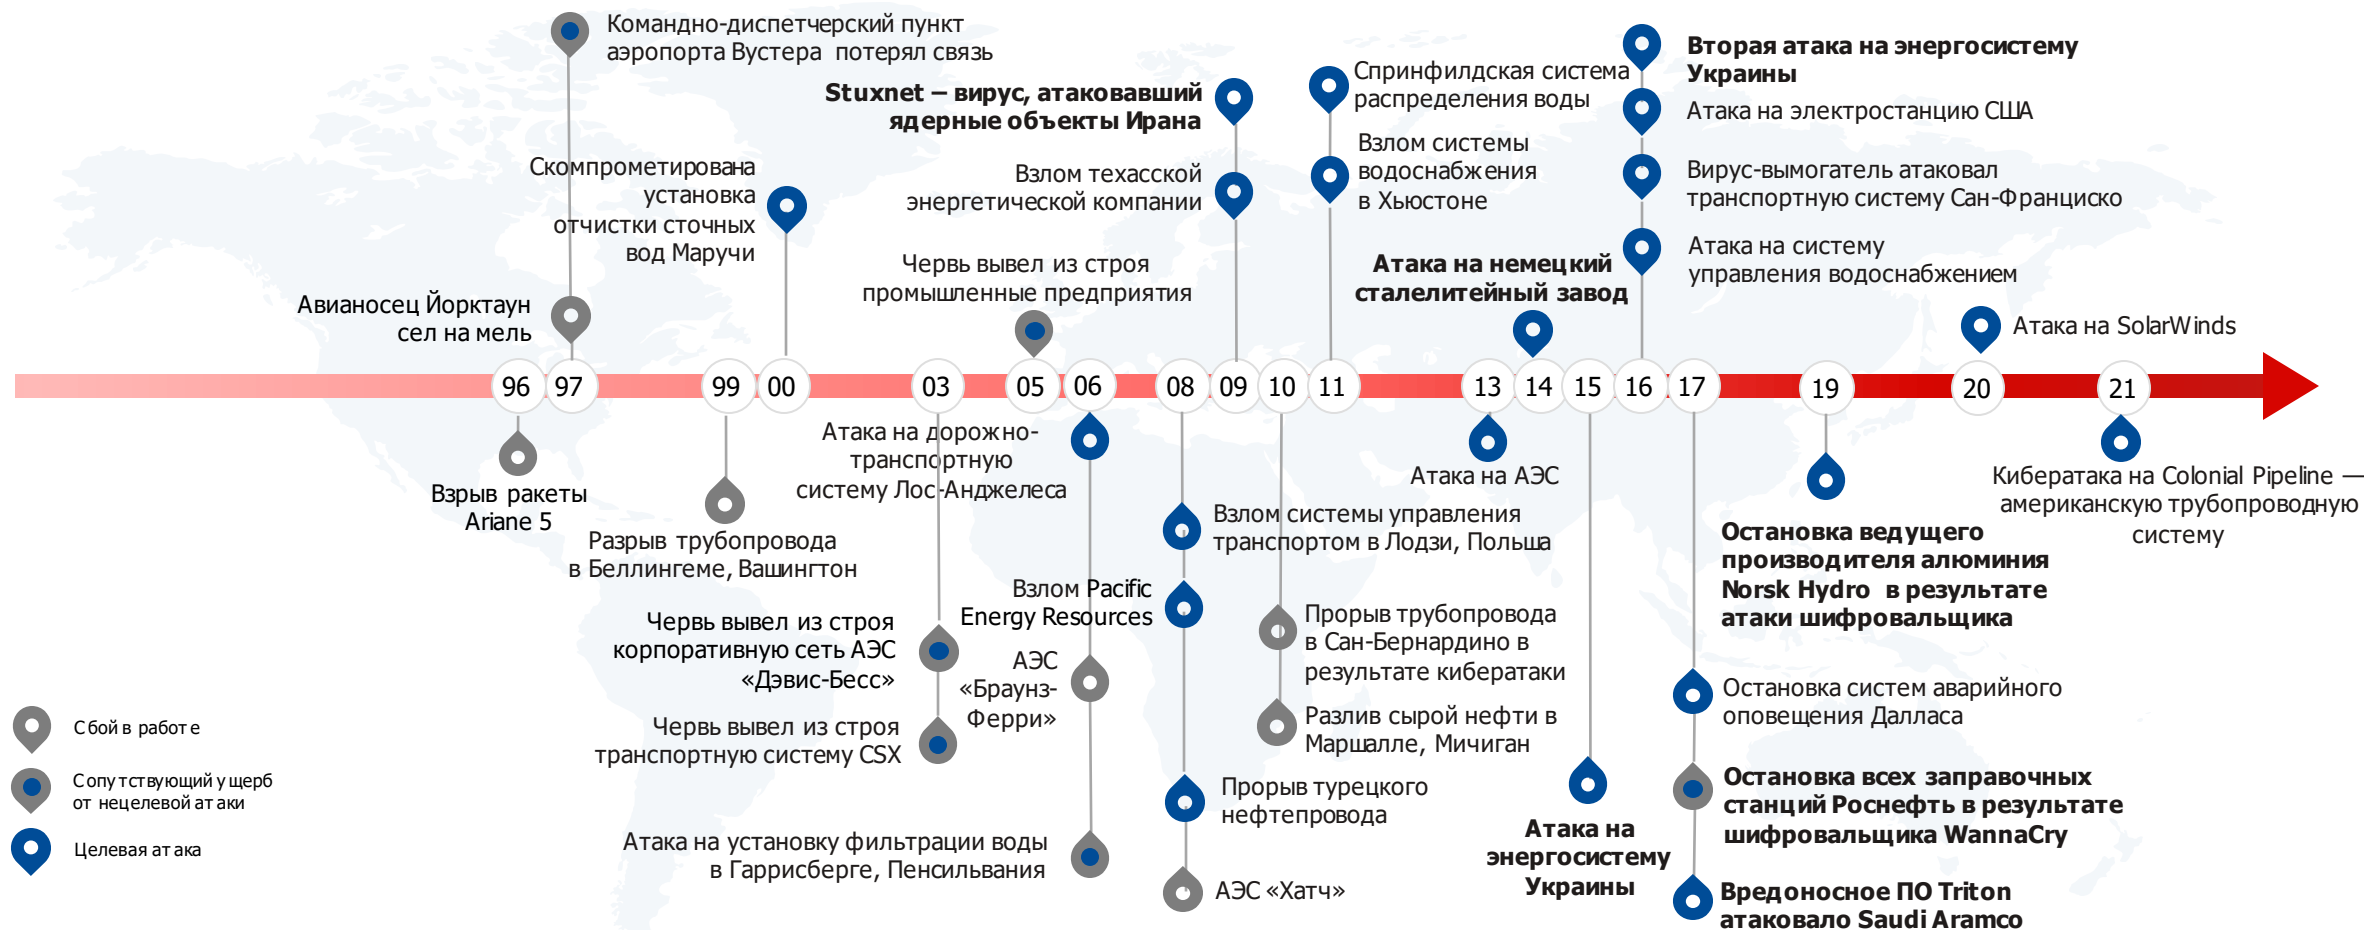 Командно-диспетчерский пункт
аэропорта Вустера потерял связь
Stuxnet – вирус, атаковавший
ядерные объекты Ирана
Спринфилдская система
распределения воды
Вторая атака на энергосистему
Украины
Атака на электростанцию США
Скомпрометирована
установка
отчистки сточных
вод Маручи
Взлом техасской
энергетической компании
Взлом системы
водоснабжения
в Хьюстоне
Вирус-вымогатель атаковал
транспортную систему Сан-Франциско
Червь вывел из строя
промышленные предприятия
Атака на немецкий
сталелитейный завод
Атака на систему
управления водоснабжением
Авианосец Йорктаун
сел на мель
Атака на SolarWinds
96 97 99 00 03 05 06 08 09 10 11 13 14 15 16 17 19 20 21
Взрыв ракеты
Ariane 5
Разрыв трубопровода
в Беллингеме, Вашингтон
Атака на дорожно-
транспортную
систему Лос-Анджелеса
Атака на АЭС
Кибератака на Colonial Pipeline —
американскую трубопроводную
систему
Взлом системы управления
транспортом в Лодзи, Польша
Остановка ведущего
производителя алюминия
Norsk Hydro в результате
атаки шифровальщика
Взлом Pacific
Energy Resources
Червь вывел из строя
корпоративную сеть АЭС
«Дэвис-Бесс»
АЭС
«Браунз-
Ферри»
Прорыв трубопровода
в Сан-Бернардино в
результате кибератаки
Червь вывел из строя
транспортную систему CSX
Разлив сырой нефти в
Маршалле, Мичиган
Остановка систем аварийного
оповещения Далласа
Прорыв турецкого
нефтепровода
Остановка всех заправочных
станций Роснефть в результате
шифровальщика WannaCry
Атака на установку фильтрации воды
в Гаррисберге, Пенсильвания
Атака на
энергосистему
Украины
АЭС «Хатч»
Вредоносное ПО Triton
атаковало Saudi Aramco
Сбой в работе
Сопутствующий ущерб
от нецелевой атаки
Целевая атака